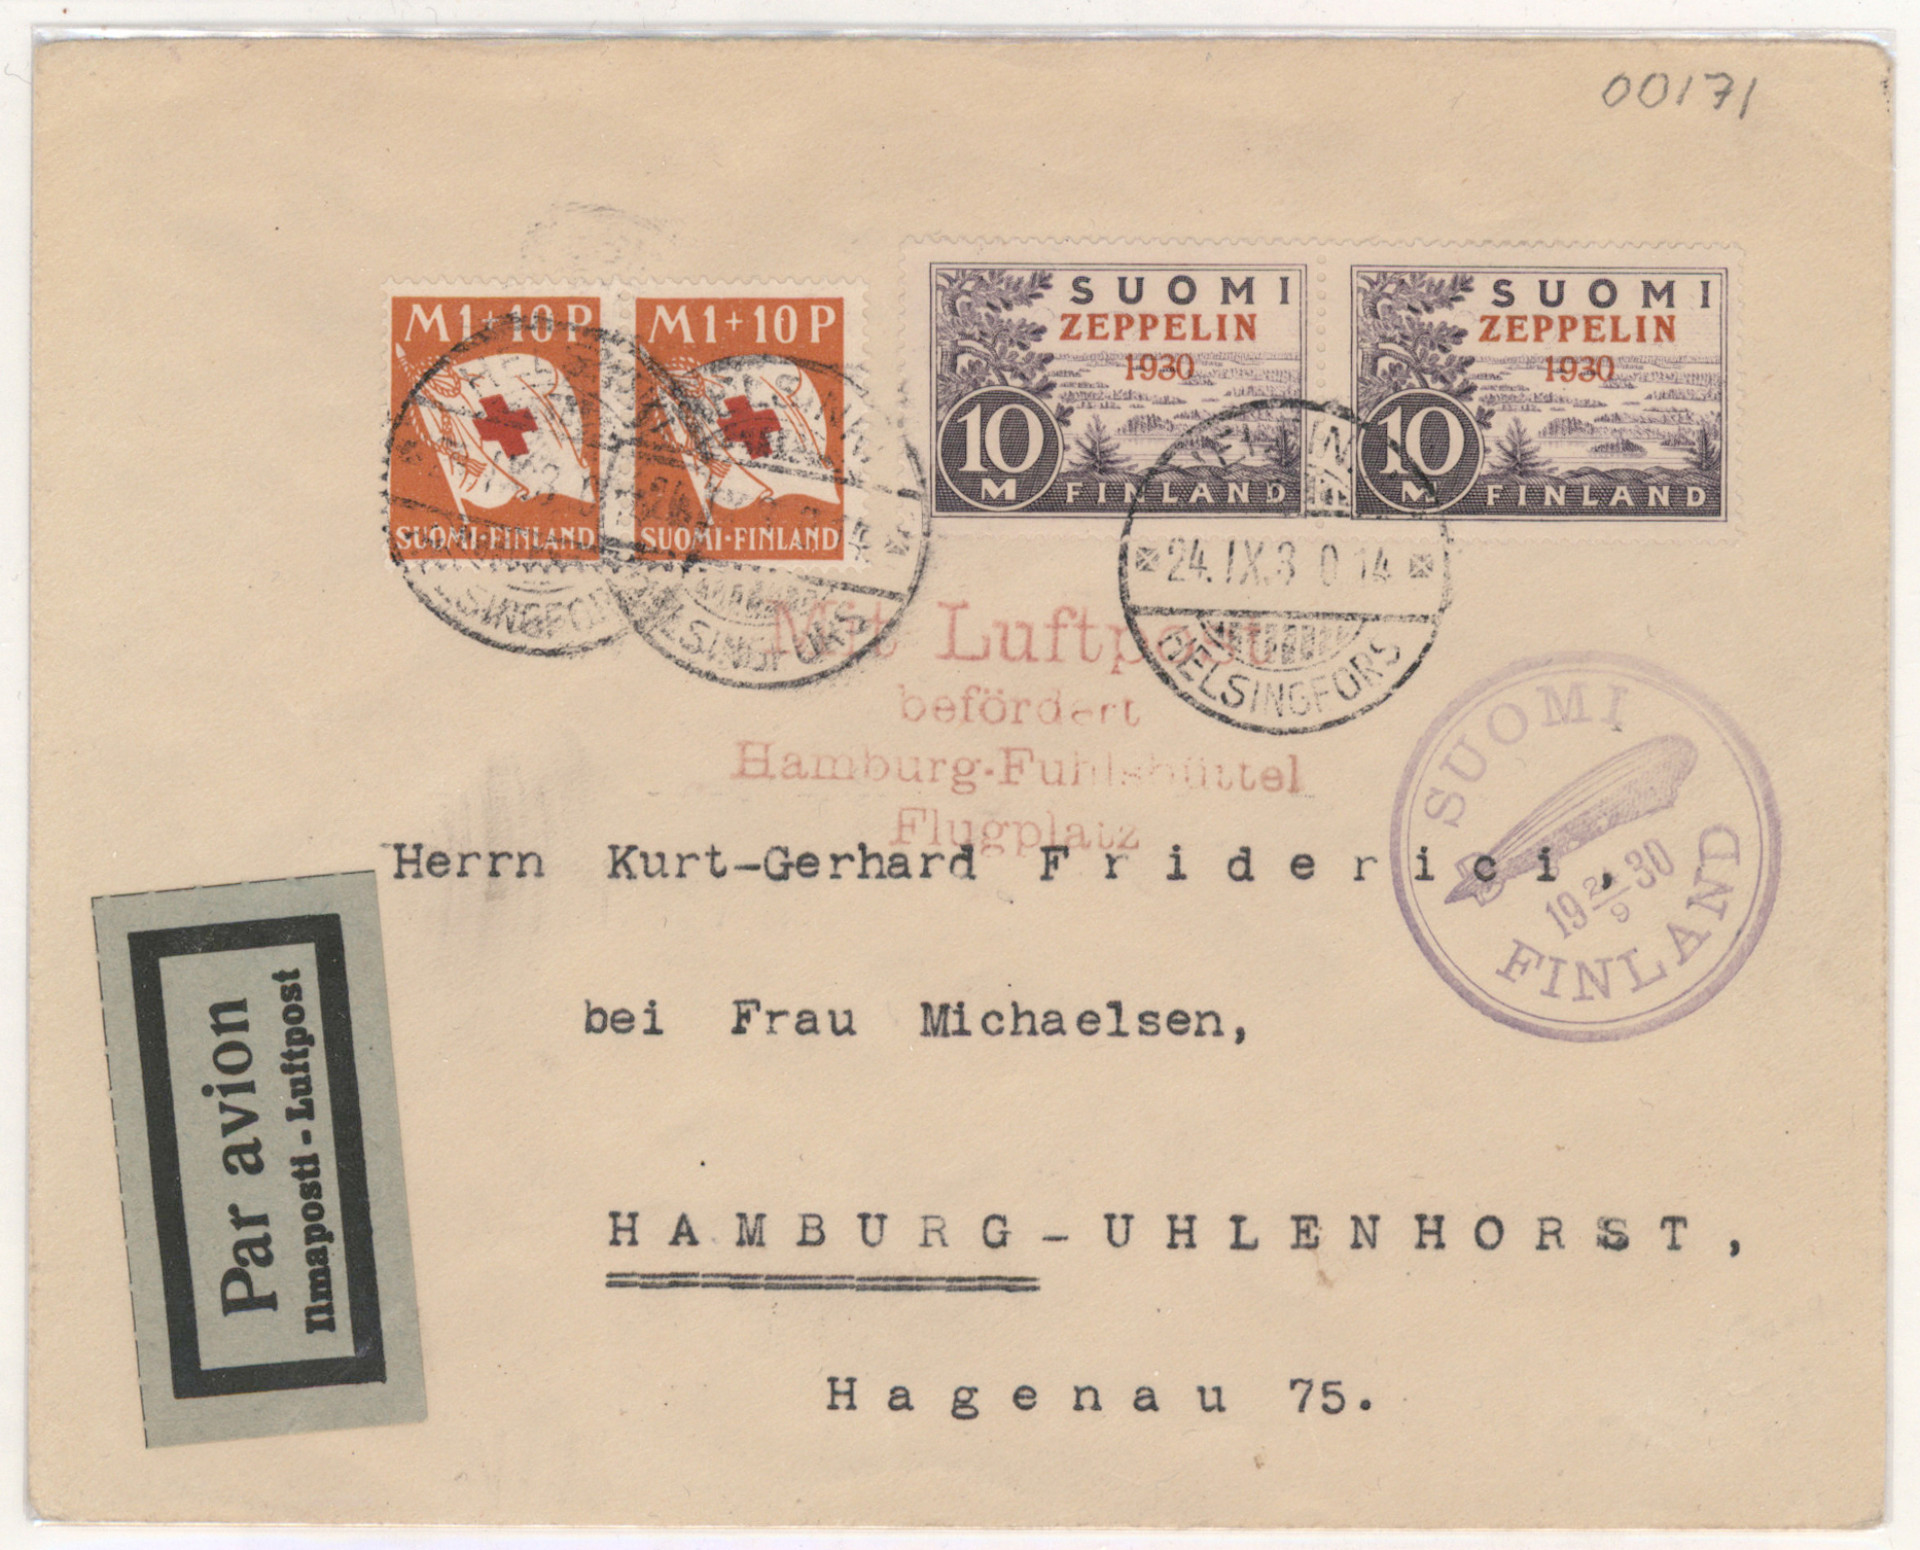 00171
M1+10P
SUOMI-FINLAND
M1+10P
SUOMI-FINLAND
SUOMI
ZEPPELIN
1930
10
M
FINLAND
SUOMI
ZEPPELIN
1930
10
M
FINLAND
24.IX.30 14
HELSINGFORS
Mit Luftpost
befördert
Hamburg-Fuhlsbüttel
Flugplatz
SUOMI
19 24/9 30
FINLAND
Herrn Kurt-Gerhard Friderici,
bei Frau Michaelsen,
HAMBURG-UHLENHORST,
Hagenau 75.
Par avion
Ilmaposti - Luftpost